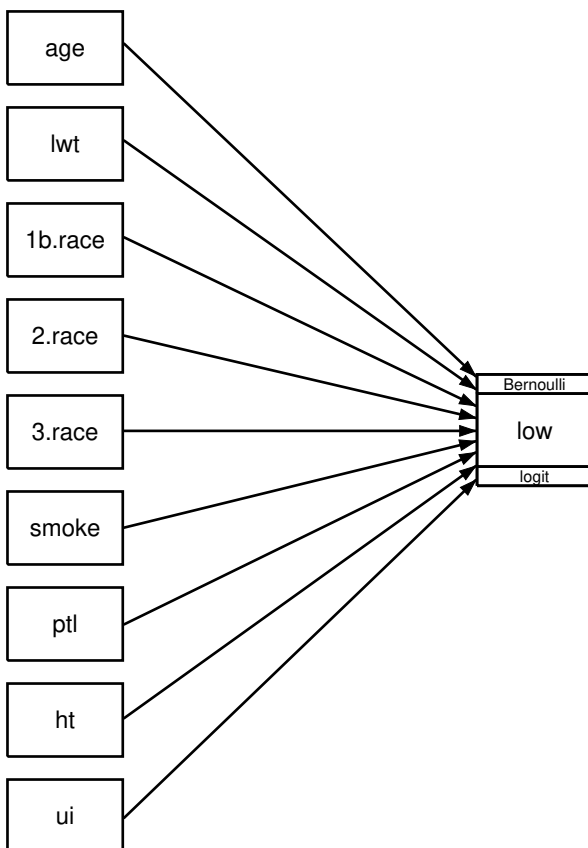 age
lwt
1b.race
2.race
3.race
smoke
ptl
ht
ui
Bernoulli
low
logit